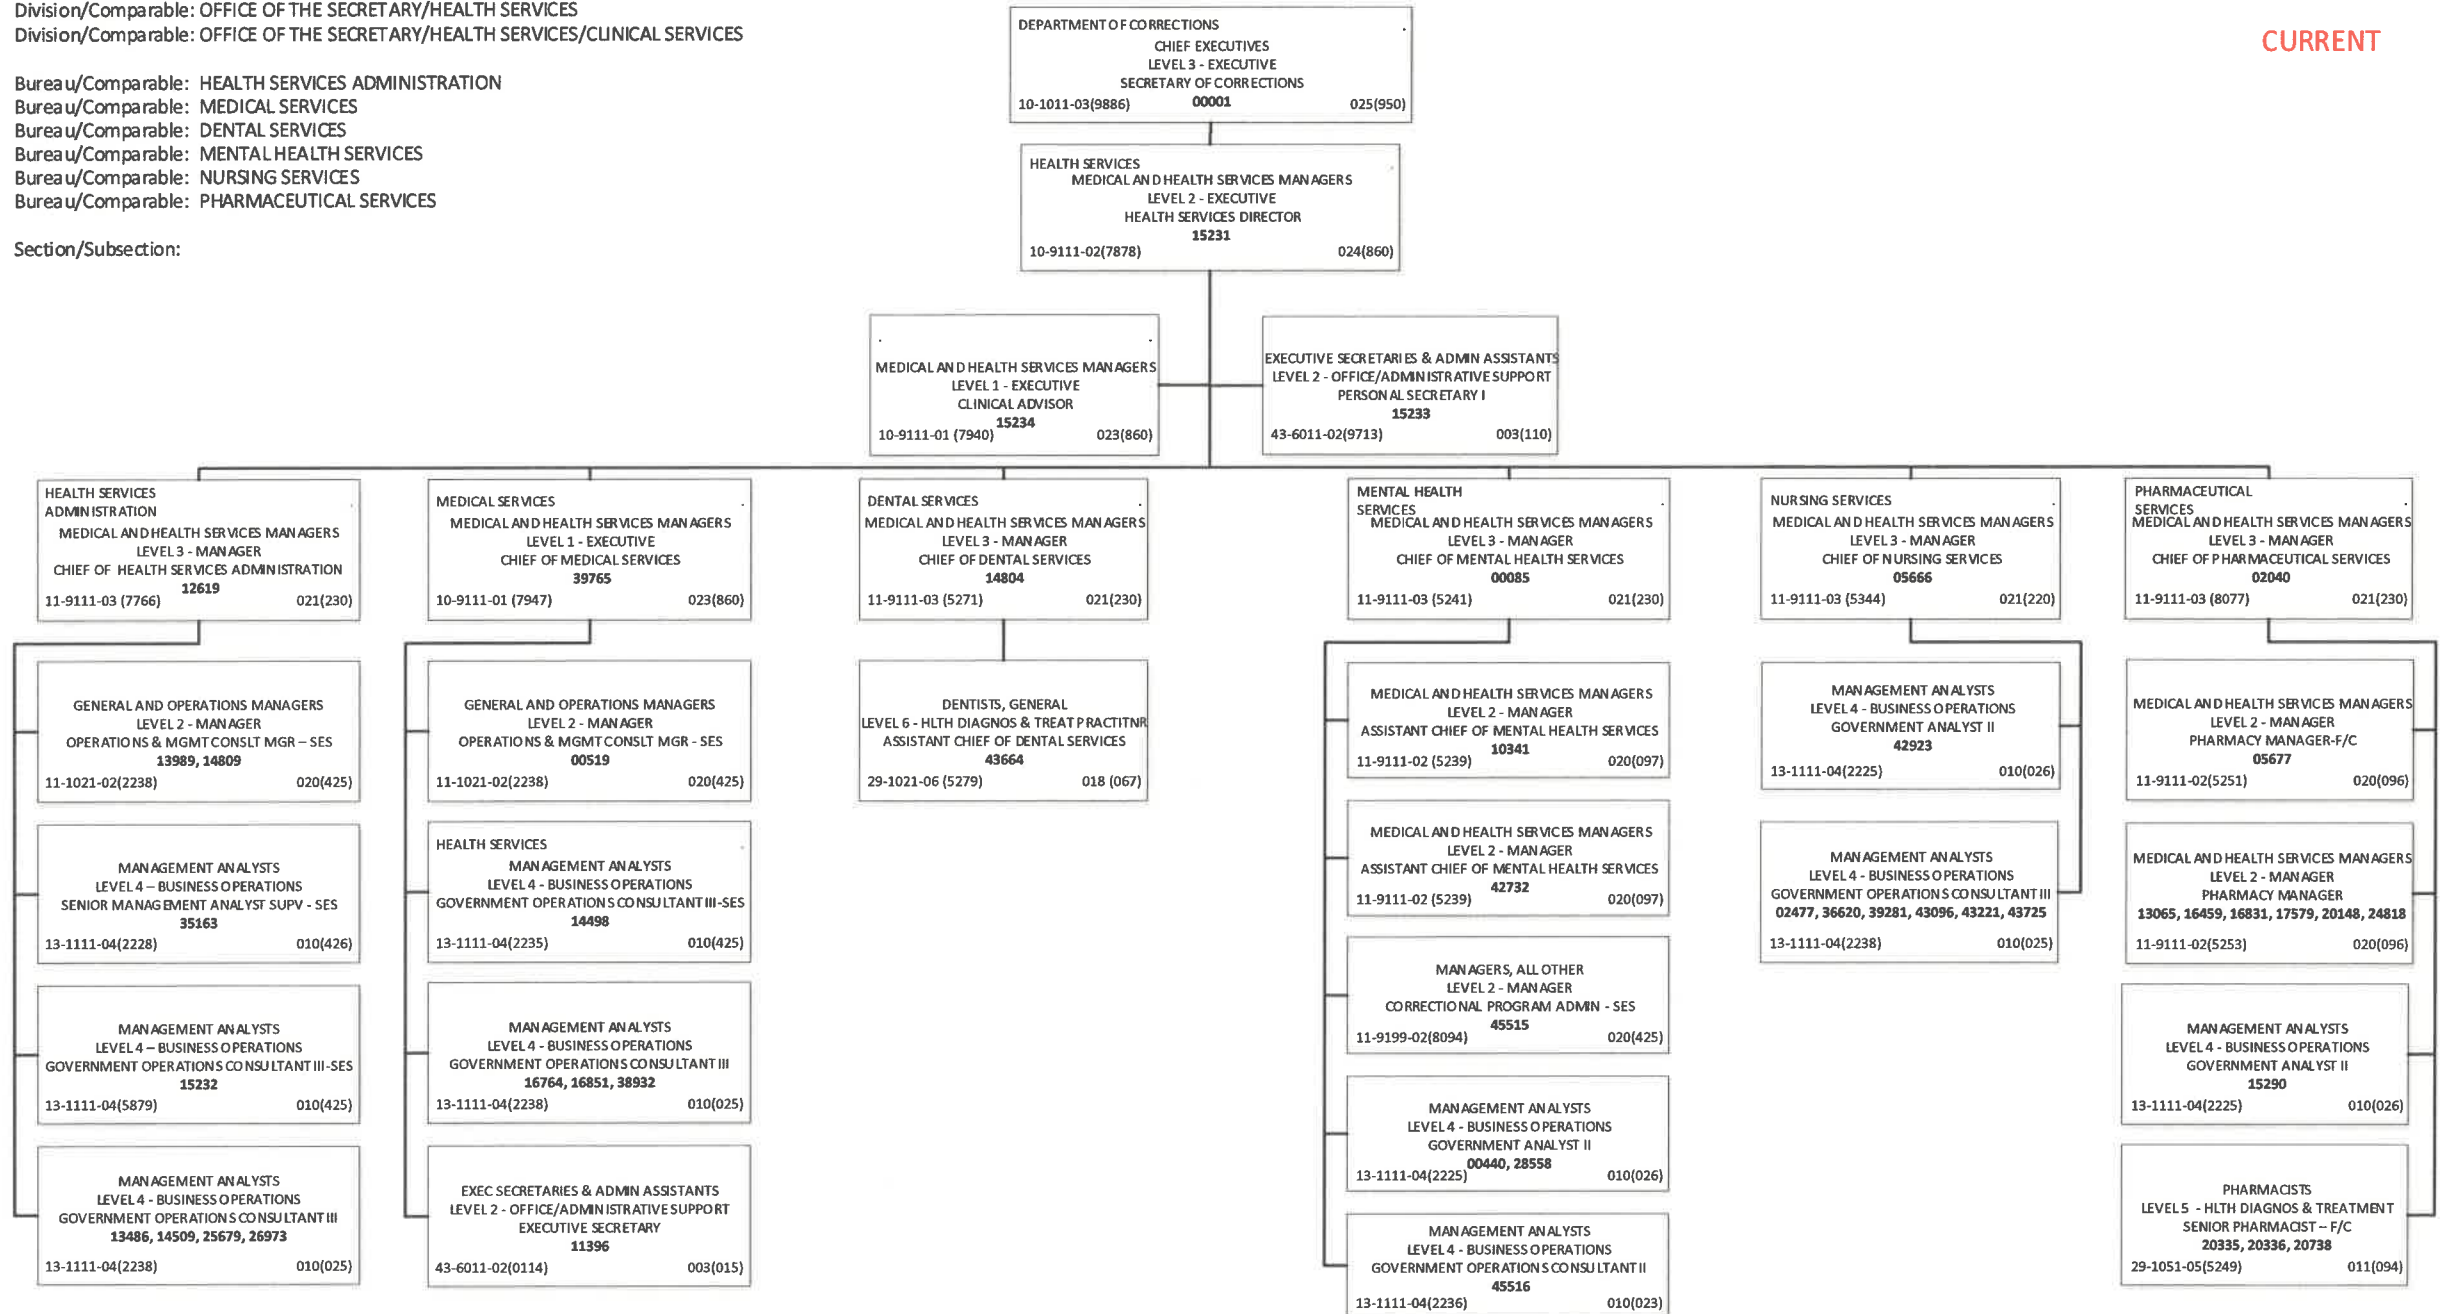 Division/Comparable: OFFICE OF THE SECRETARY/HEALTH SERVICES
Division/Comparable: OFFICE OF THE SECRETARY/HEALTH SERVICES/CLINICAL SERVICES
Bureau/Comparable: HEALTH SERVICES ADMINISTRATION
Bureau/Comparable: MEDICAL SERVICES
Bureau/Comparable: DENTAL SERVICES
Bureau/Comparable: MENTAL HEALTH SERVICES
Bureau/Comparable: NURSING SERVICES
Bureau/Comparable: PHARMACEUTICAL SERVICES
Section/Subsection:
CURRENT
DEPARTMENT OF CORRECTIONS
CHIEF EXECUTIVES
LEVEL 3 - EXECUTIVE
SECRETARY OF CORRECTIONS
00001
10-1011-03(9886) 025(950)
HEALTH SERVICES
MEDICAL AND HEALTH SERVICES MANAGERS
LEVEL 2 - EXECUTIVE
HEALTH SERVICES DIRECTOR
15231
10-9111-02(7878) 024(860)
MEDICAL AND HEALTH SERVICES MANAGERS
LEVEL 1 - EXECUTIVE
CLINICAL ADVISOR
15234
10-9111-01 (7940) 023(860)
EXECUTIVE SECRETARIES & ADMIN ASSISTANTS
LEVEL 2 - OFFICE/ADMINISTRATIVE SUPPORT
PERSONAL SECRETARY I
15233
43-6011-02(9713) 003(110)
HEALTH SERVICES
ADMINISTRATION
MEDICAL AND HEALTH SERVICES MANAGERS
LEVEL 3 - MANAGER
CHIEF OF HEALTH SERVICES ADMINISTRATION
12619
11-9111-03 (7766) 021(230)
GENERAL AND OPERATIONS MANAGERS
LEVEL 2 - MANAGER
OPERATIONS & MGMT CONSLT MGR – SES
13989, 14809
11-1021-02(2238) 020(425)
MANAGEMENT ANALYSTS
LEVEL 4 – BUSINESS OPERATIONS
SENIOR MANAGEMENT ANALYST SUPV - SES
35163
13-1111-04(2228) 010(426)
MANAGEMENT ANALYSTS
LEVEL 4 – BUSINESS OPERATIONS
GOVERNMENT OPERATIONS CONSULTANT III-SES
15232
13-1111-04(5879) 010(425)
MANAGEMENT ANALYSTS
LEVEL 4 - BUSINESS OPERATIONS
GOVERNMENT OPERATIONS CONSULTANT III
13486, 14509, 25679, 26973
13-1111-04(2238) 010(025)
MEDICAL SERVICES
MEDICAL AND HEALTH SERVICES MANAGERS
LEVEL 1 - EXECUTIVE
CHIEF OF MEDICAL SERVICES
39765
10-9111-01 (7947) 023(860)
GENERAL AND OPERATIONS MANAGERS
LEVEL 2 - MANAGER
OPERATIONS & MGMT CONSLT MGR - SES
00519
11-1021-02(2238) 020(425)
HEALTH SERVICES
MANAGEMENT ANALYSTS
LEVEL 4 - BUSINESS OPERATIONS
GOVERNMENT OPERATIONS CONSULTANT III-SES
14498
13-1111-04(2235) 010(425)
MANAGEMENT ANALYSTS
LEVEL 4 - BUSINESS OPERATIONS
GOVERNMENT OPERATIONS CONSULTANT III
16764, 16851, 38932
13-1111-04(2238) 010(025)
EXEC SECRETARIES & ADMIN ASSISTANTS
LEVEL 2 - OFFICE/ADMINISTRATIVE SUPPORT
EXECUTIVE SECRETARY
11396
43-6011-02(0114) 003(015)
DENTAL SERVICES
MEDICAL AND HEALTH SERVICES MANAGERS
LEVEL 3 - MANAGER
CHIEF OF DENTAL SERVICES
14804
11-9111-03 (5271) 021(230)
DENTISTS, GENERAL
LEVEL 6 - HLTH DIAGNOS & TREAT PRACTITNR
ASSISTANT CHIEF OF DENTAL SERVICES
43664
29-1021-06 (5279) 018 (067)
MENTAL HEALTH
SERVICES
MEDICAL AND HEALTH SERVICES MANAGERS
LEVEL 3 - MANAGER
CHIEF OF MENTAL HEALTH SERVICES
00085
11-9111-03 (5241) 021(230)
MEDICAL AND HEALTH SERVICES MANAGERS
LEVEL 2 - MANAGER
ASSISTANT CHIEF OF MENTAL HEALTH SERVICES
10341
11-9111-02 (5239) 020(097)
MEDICAL AND HEALTH SERVICES MANAGERS
LEVEL 2 - MANAGER
ASSISTANT CHIEF OF MENTAL HEALTH SERVICES
42732
11-9111-02 (5239) 020(097)
MANAGERS, ALL OTHER
LEVEL 2 - MANAGER
CORRECTIONAL PROGRAM ADMIN - SES
45515
11-9199-02(8094) 020(425)
MANAGEMENT ANALYSTS
LEVEL 4 - BUSINESS OPERATIONS
GOVERNMENT ANALYST II
00440, 28558
13-1111-04(2225) 010(026)
MANAGEMENT ANALYSTS
LEVEL 4 - BUSINESS OPERATIONS
GOVERNMENT OPERATIONS CONSULTANT II
45516
13-1111-04(2236) 010(023)
NURSING SERVICES
MEDICAL AND HEALTH SERVICES MANAGERS
LEVEL 3 - MANAGER
CHIEF OF NURSING SERVICES
05666
11-9111-03 (5344) 021(220)
MANAGEMENT ANALYSTS
LEVEL 4 - BUSINESS OPERATIONS
GOVERNMENT ANALYST II
42923
13-1111-04(2225) 010(026)
MANAGEMENT ANALYSTS
LEVEL 4 - BUSINESS OPERATIONS
GOVERNMENT OPERATIONS CONSULTANT III
02477, 36620, 39281, 43096, 43221, 43725
13-1111-04(2238) 010(025)
PHARMACEUTICAL
SERVICES
MEDICAL AND HEALTH SERVICES MANAGERS
LEVEL 3 - MANAGER
CHIEF OF PHARMACEUTICAL SERVICES
02040
11-9111-03 (8077) 021(230)
MEDICAL AND HEALTH SERVICES MANAGERS
LEVEL 2 - MANAGER
PHARMACY MANAGER-F/C
05677
11-9111-02(5251) 020(096)
MEDICAL AND HEALTH SERVICES MANAGERS
LEVEL 2 - MANAGER
PHARMACY MANAGER
13065, 16459, 16831, 17579, 20148, 24818
11-9111-02(5253) 020(096)
MANAGEMENT ANALYSTS
LEVEL 4 - BUSINESS OPERATIONS
GOVERNMENT ANALYST II
15290
13-1111-04(2225) 010(026)
PHARMACISTS
LEVEL 5 - HLTH DIAGNOS & TREATMENT
SENIOR PHARMACIST – F/C
20335, 20336, 20738
29-1051-05(5249) 011(094)